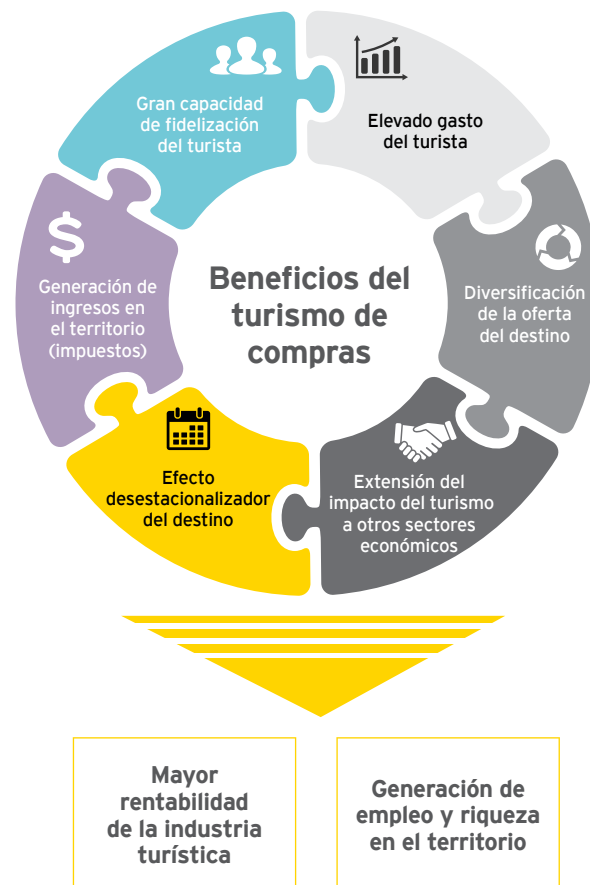 Gran capacidad
de fidelización
del turista
Elevado gasto
del turista
$
Generación de
ingresos en
el territorio
(impuestos)
Beneficios del
turismo de
compras
Diversificación
de la oferta
del destino
Efecto
desestacionalizador
del destino
Extensión del
impacto del turismo
a otros sectores
económicos
Mayor
rentabilidad
de la industria
turística
Generación de
empleo y riqueza
en el territorio